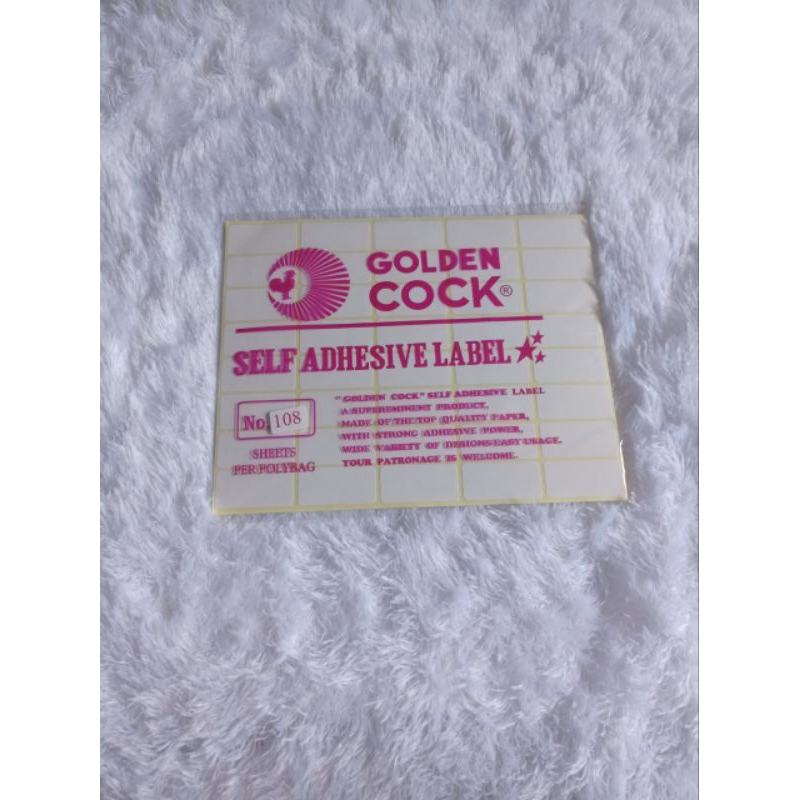 GOLDEN
COCK®
SELF ADHESIVE LABEL
No. 108
SHEETS
PER POLYBAG
"GOLDEN COCK" SELF ADHESIVE LABEL
A SUPEREMINENT PRODUCT,
MADE OF THE TOP QUALITY PAPER,
WITH STRONG ADHESIVE POWER,
WIDE VARIETY OF DESIGNS EASY USAGE.
YOUR PATRONAGE IS WELCOME.